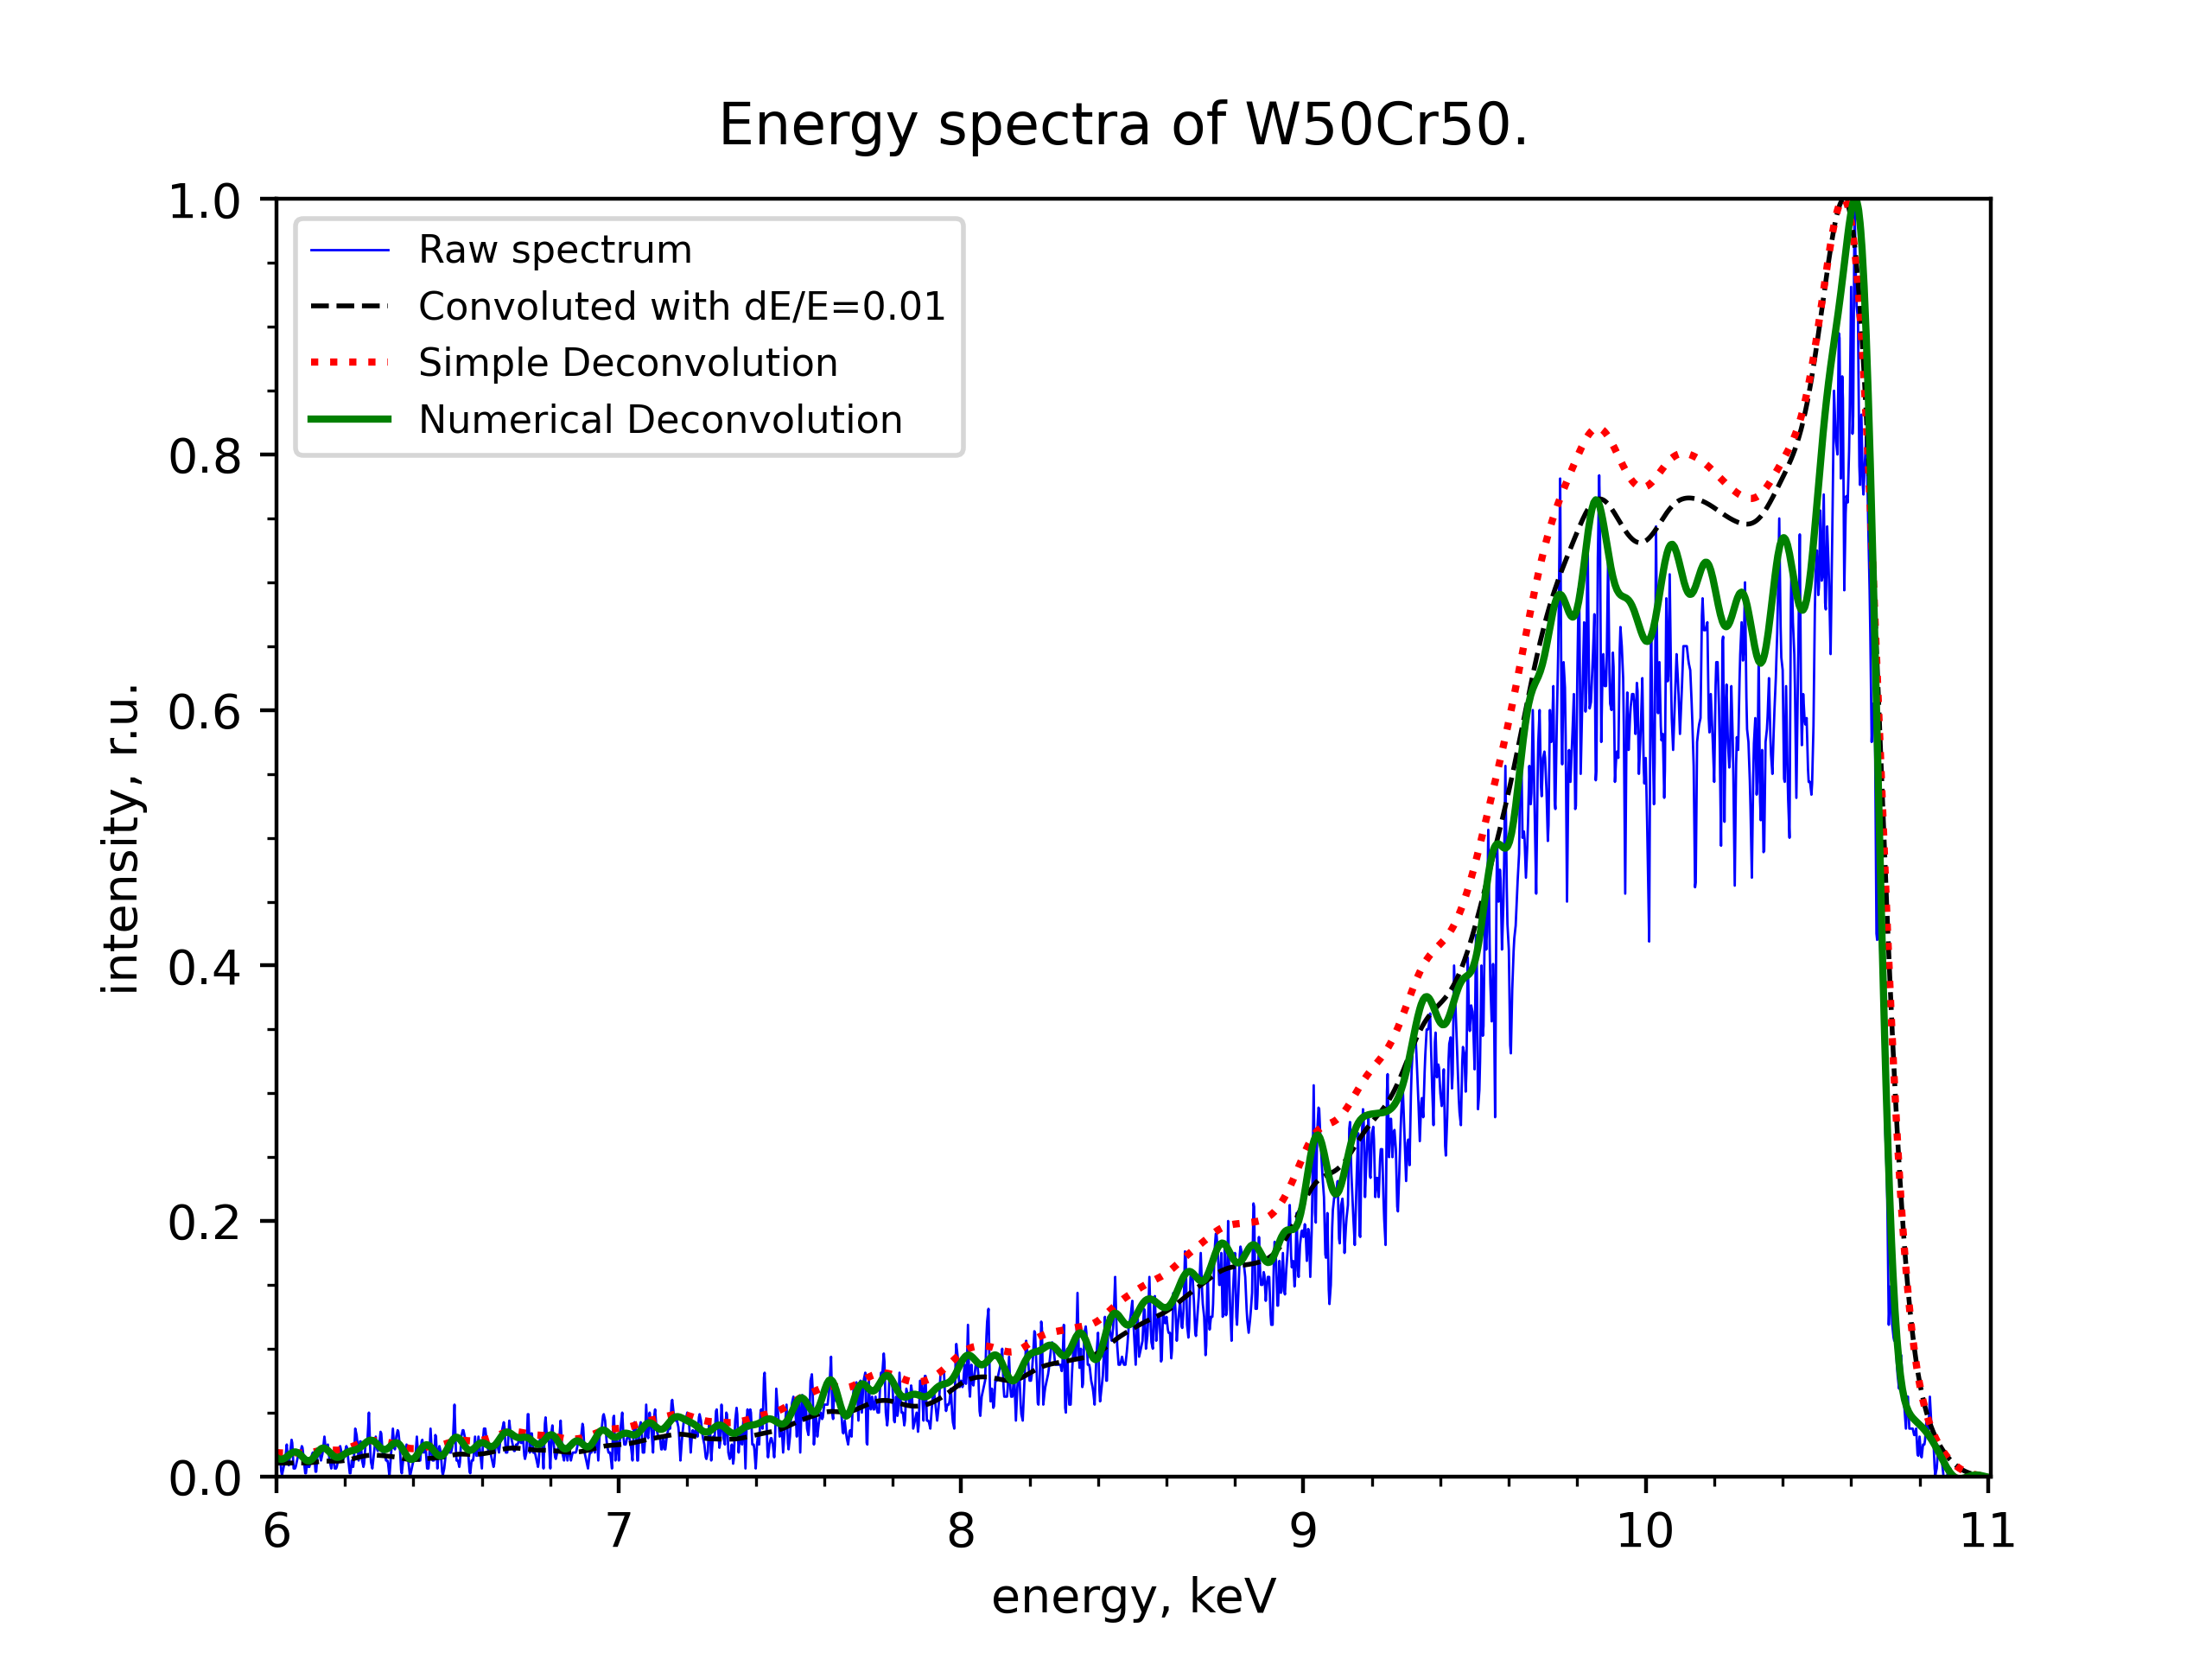 Energy spectra of W50Cr50.
1.0
0.8
0.6
0.4
0.2
0.0
intensity, r.u.
Raw spectrum
Convoluted with dE/E=0.01
Simple Deconvolution
Numerical Deconvolution
6 7 8 9 10 11
energy, keV